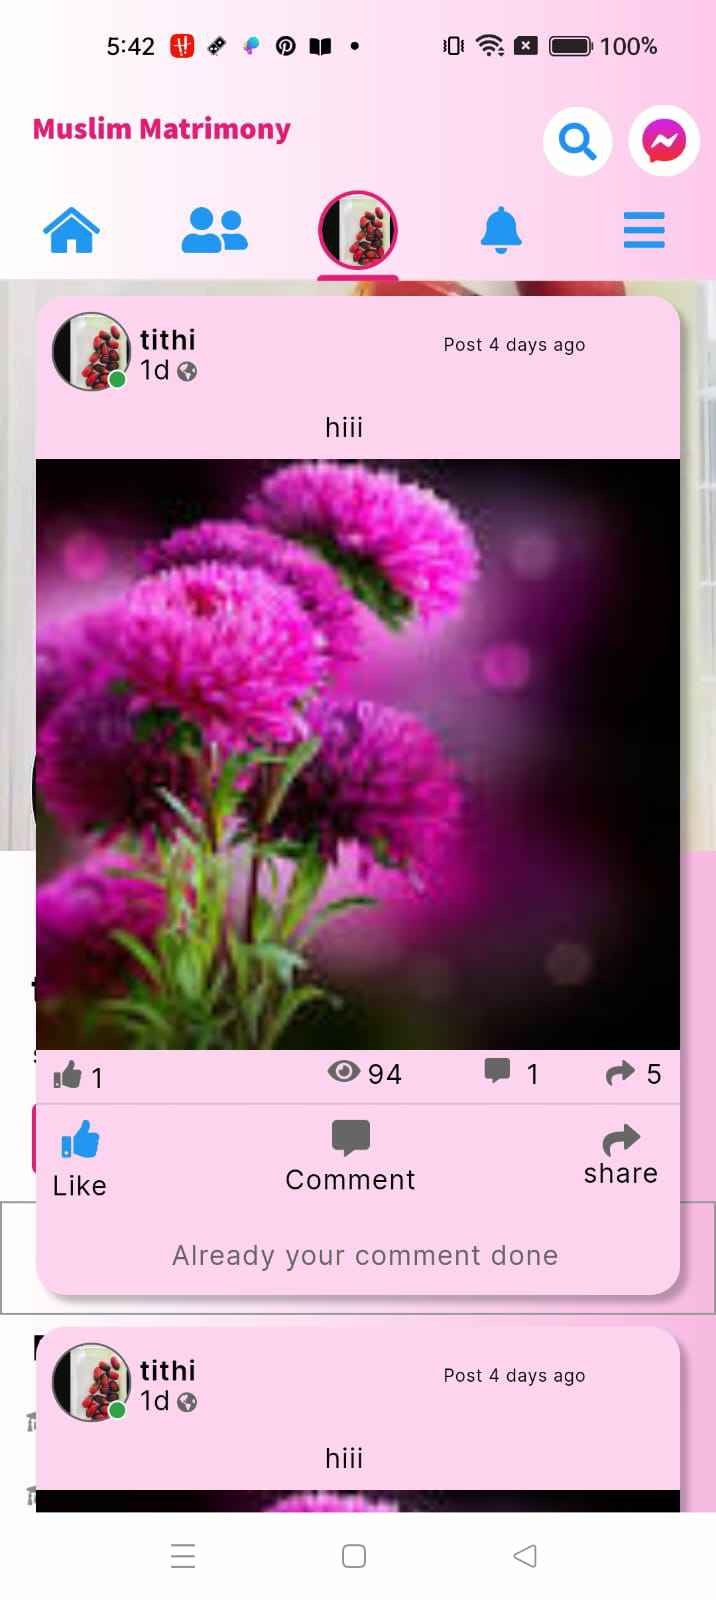 5:42 100%
Muslim Matrimony
tithi
Post 4 days ago
1d
hiii
1 94 1 5
Like Comment share
Already your comment done
tithi
Post 4 days ago
1d
hiii